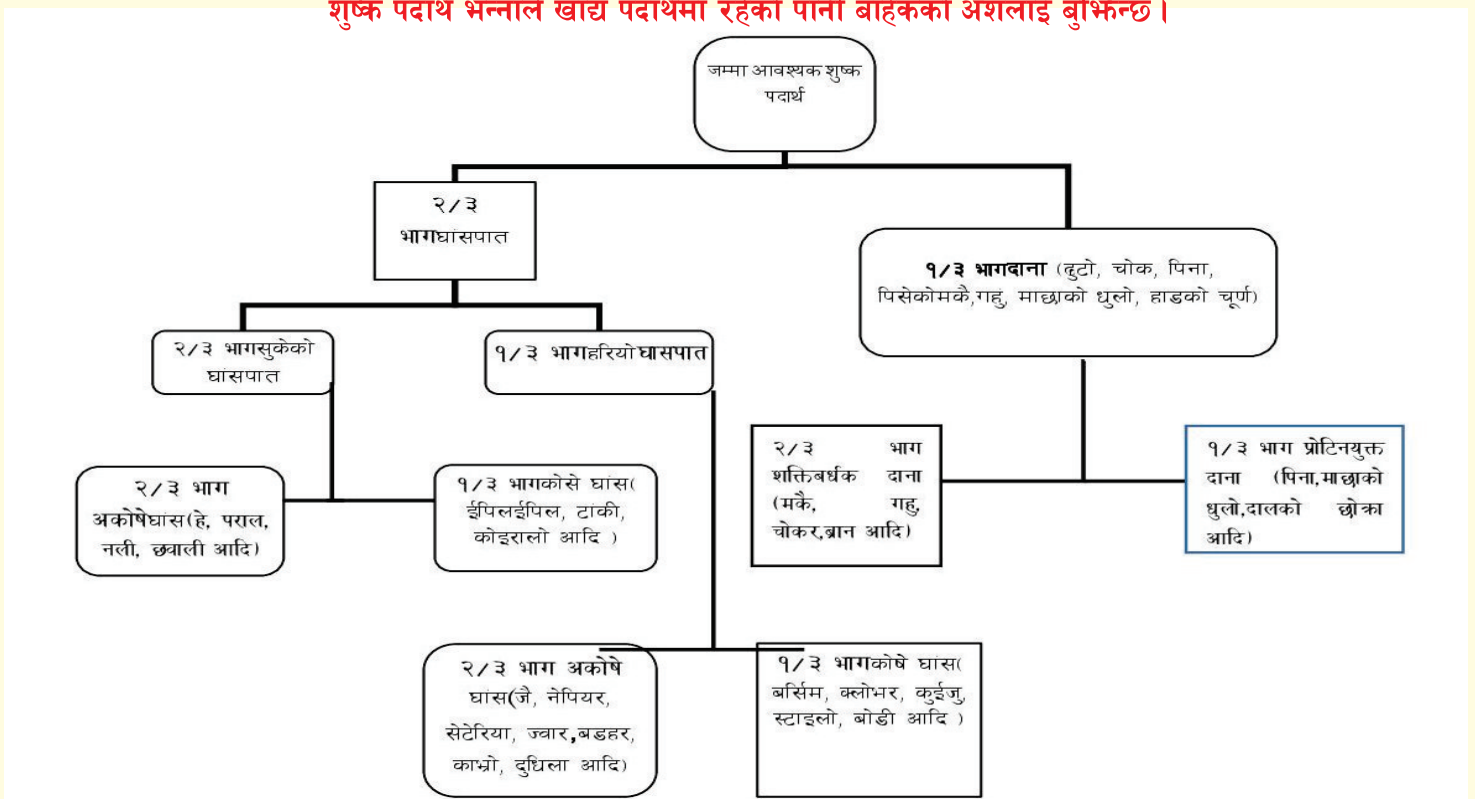 शुष्क पदार्थ भन्नाले खाद्य पदार्थमा रहेको पानी बाहेकको अंशलाई बुझिन्छ।
जम्मा आवश्यक शुष्क
पदार्थ
२/३
भागघांसपात
१/३ भागदाना (ढुटो, चोक, पिना,
पिसेकोमकै,गहुं, माछाको धुलो, हाडको चूर्ण)
२/३ भागसुकेको
घांसपात
१/३ भागहरियोघासपात
२/३ भाग
अकोषेघांस(हे, पराल,
नली, छवाली आदि)
१/३ भागकोसे घांस(
ईपिलईपिल, टांकी,
कोइरालो आदि )
२/३ भाग
शक्तिबर्धक दाना
(मकै, गहु,
चोकर,ब्रान आदि)
१/३ भाग प्रोटिनयुक्त
दाना (पिना,माछाको
धुलो,दालको छोक्रा
आदि)
२/३ भाग अकोषे
घांस(जै, नेपियर,
सेटेरिया, ज्वार,बडहर,
काभ्रो, दुधिला आदि)
१/३ भागकोषे घांस(
बर्सिम, क्लोभर, कुईजु,
स्टाइलो, बोडी आदि )